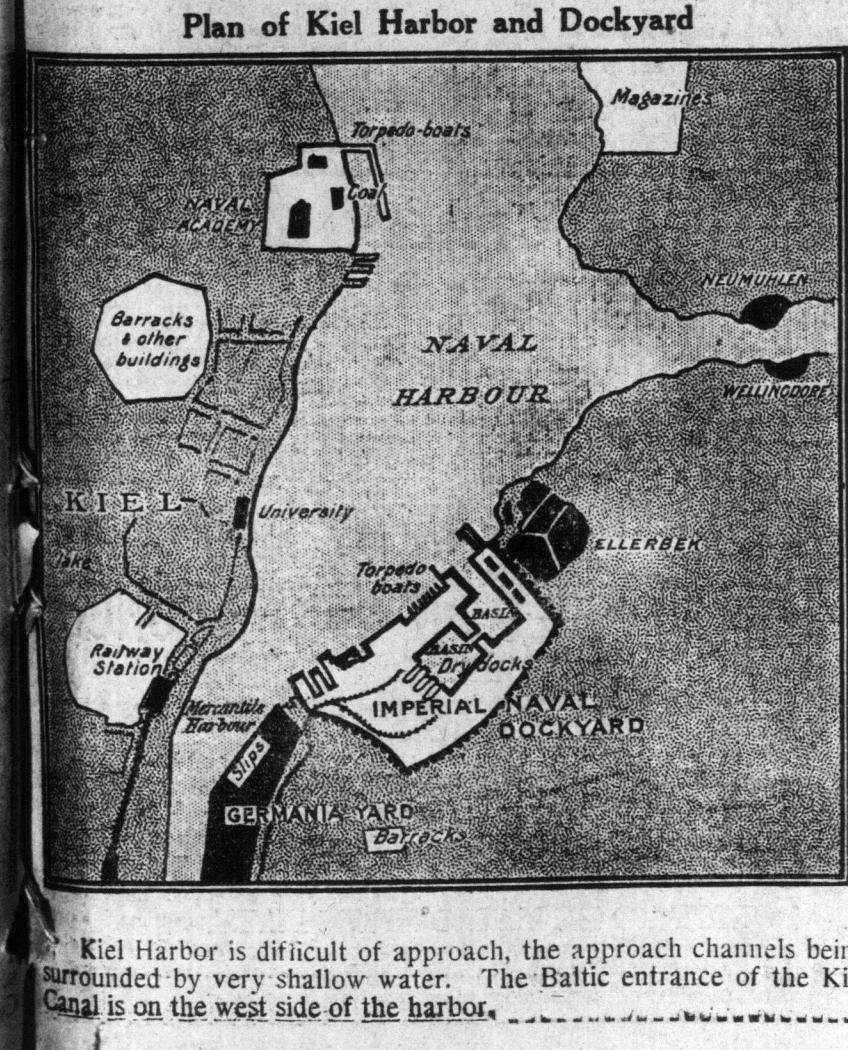 Plan of Kiel Harbor and Dockyard
Magazines
Torpedo-boats
Coal
NAVAL
ACADEMY
NEUMUHLEN
Barracks
& other
buildings
NAVAL
HARBOUR
WELLINGDORF
KIEL
University
ELLERBEK
lake
Torpedo
boats
BASIN
BASIN
Dry docks
Railway
Station
IMPERIAL NAVAL
DOCKYARD
Mercantile
Harbour
Slips
GERMANIA YARD
Barracks
Kiel Harbor is difficult of approach, the approach channels bein
surrounded by very shallow water. The Baltic entrance of the Ki
Canal is on the west side of the harbor.